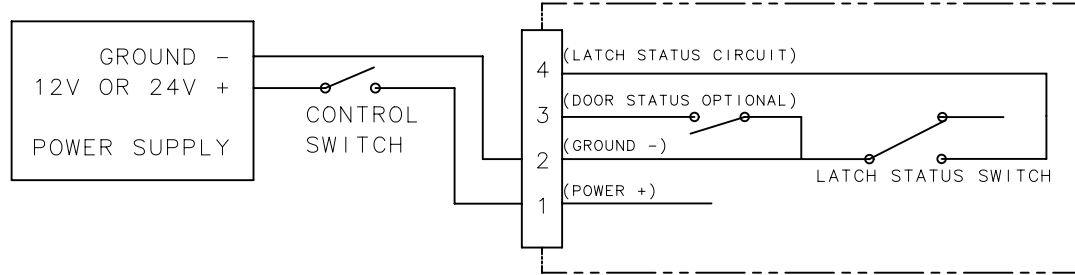 GROUND -
12V OR 24V +
POWER SUPPLY
CONTROL
SWITCH
4
(LATCH STATUS CIRCUIT)
3
(DOOR STATUS OPTIONAL)
2
(GROUND -)
1
(POWER +)
LATCH STATUS SWITCH